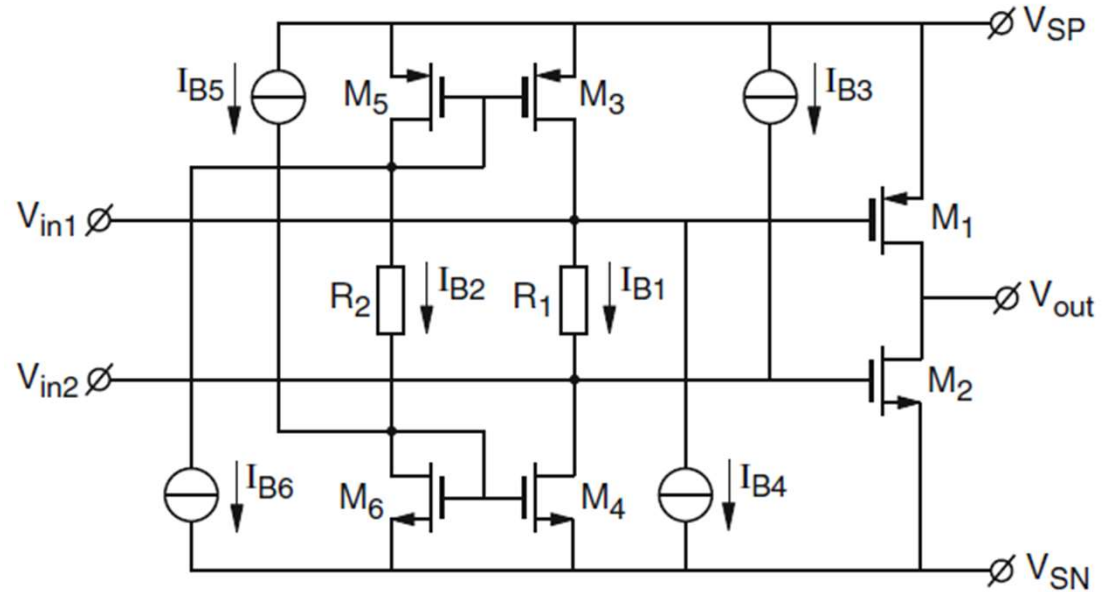 V_SP
I_B5
M_5
M_3
I_B3
V_in1
M_1
R_2
I_B2
R_1
I_B1
V_out
V_in2
M_2
I_B6
M_6
M_4
I_B4
V_SN